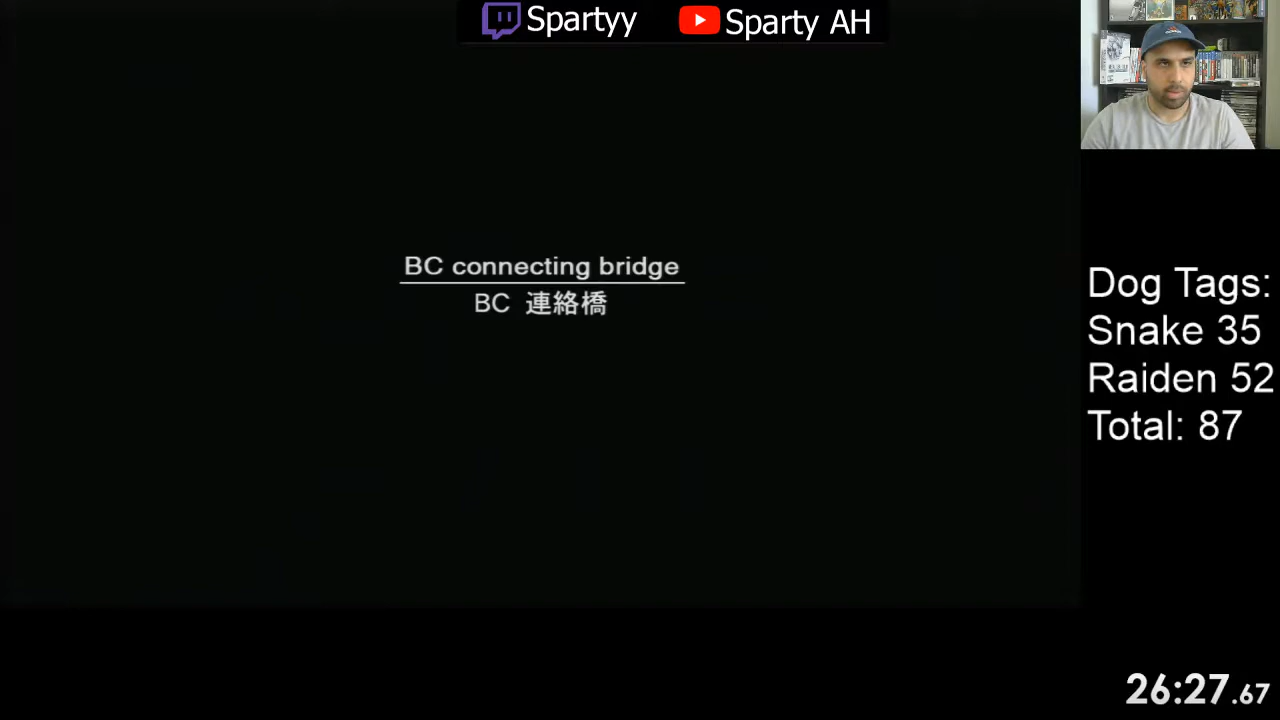 Spartyy
Sparty AH
BC connecting bridge
BC 連絡橋
Dog Tags:
Snake 35
Raiden 52
Total: 87
26:27.67